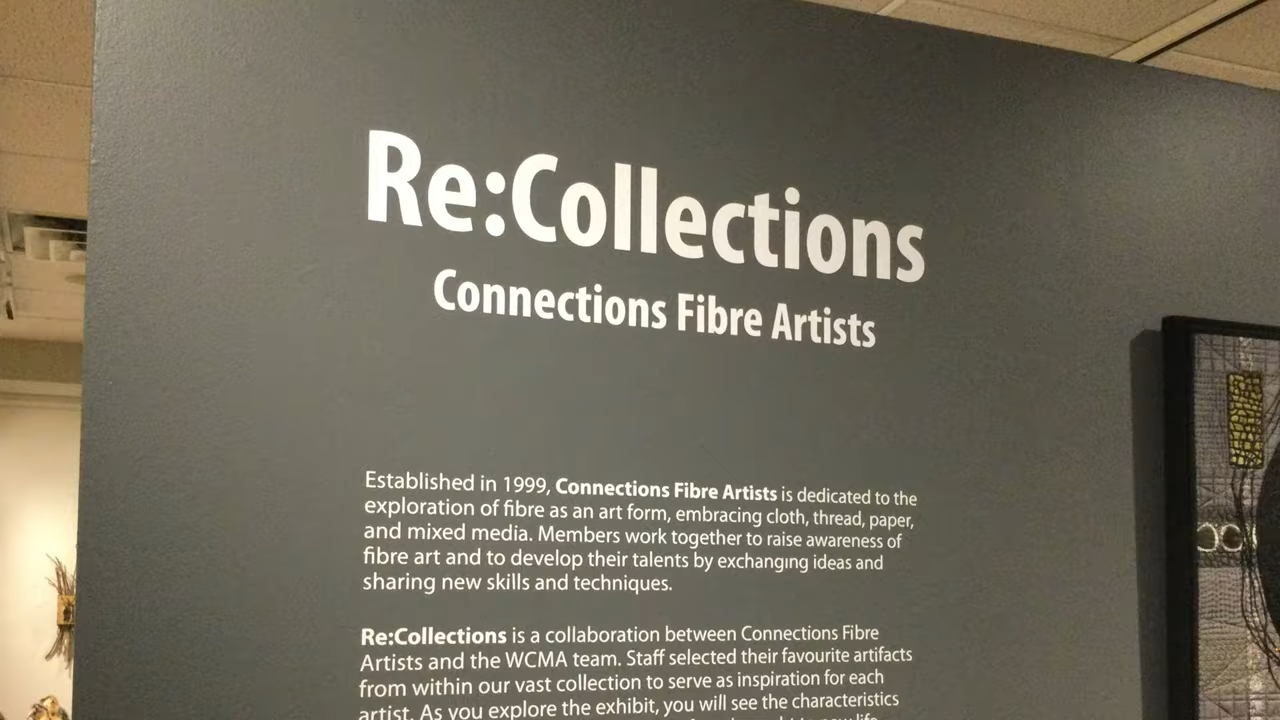 Re:Collections
Connections Fibre Artists
Established in 1999, Connections Fibre Artists is dedicated to the
exploration of fibre as an art form, embracing cloth, thread, paper,
and mixed media. Members work together to raise awareness of
fibre art and to develop their talents by exchanging ideas and
sharing new skills and techniques.
Re:Collections is a collaboration between Connections Fibre
Artists and the WCMA team. Staff selected their favourite artifacts
from within our vast collection to serve as inspiration for each
artist. As you explore the exhibit, you will see the characteristics